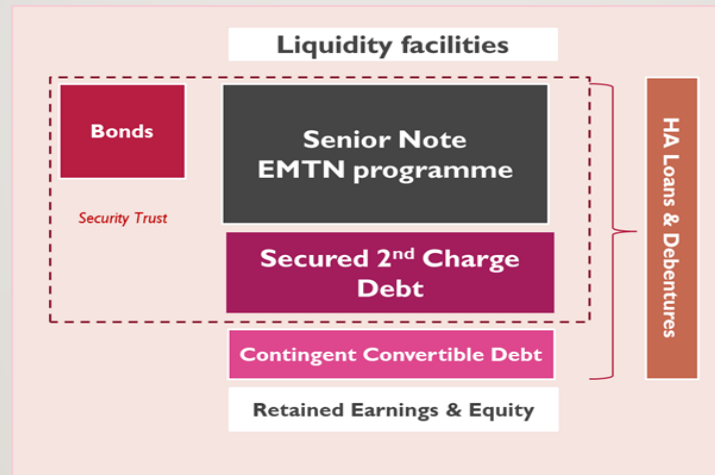 Liquidity facilities
Bonds
Senior Note
EMTN programme
Security Trust
Secured 2nd Charge
Debt
Contingent Convertible Debt
Retained Earnings & Equity
HA Loans & Debentures